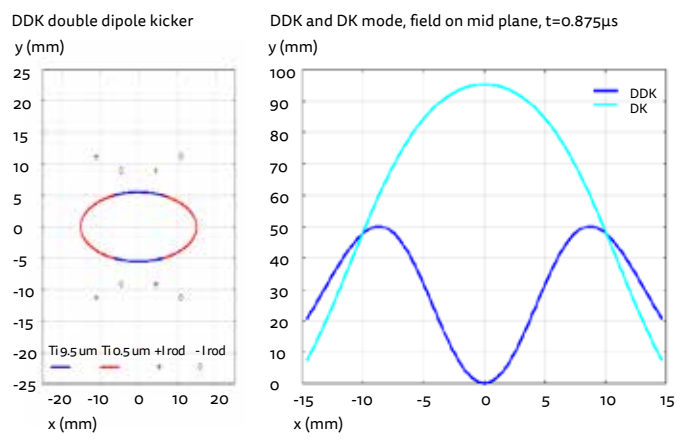 DDK double dipole kicker
y (mm)
25
20
15
10
5
0
-5
-10
-15
-20
-25
Ti 9.5 um Ti 0.5 um +I rod - I rod
-20 -10 0 10 20
x (mm)
DDK and DK mode, field on mid plane, t=0.875µs
y (mm)
100
90
80
70
60
50
40
30
20
10
0
DDK
DK
-15 -10 -5 0 5 10 15
x (mm)